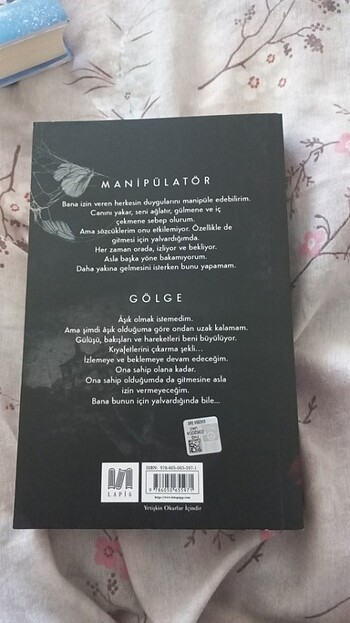 MANİPÜLATÖR
Bana izin veren herkesin duygularını manipüle edebilirim.
Canını yakar, seni ağlatır, gülmene ve iç
çekmene sebep olurum.
Ama sözcüklerim onu etkilemiyor. Özellikle de
gitmesi için yalvardığımda.
Her zaman orada, izliyor ve bekliyor.
Asla başka yöne bakamıyorum.
Daha yakına gelmesini isterken bunu yapamam.
GÖLGE
Âşık olmak istemedim.
Ama şimdi âşık olduğuma göre ondan uzak kalamam.
Gülüşü, bakışları ve hareketleri beni büyülüyor.
Kıyafetlerini çıkarma şekli...
İzlemeye ve beklemeye devam edeceğim.
Ona sahip olana kadar.
Ona sahip olduğumda da gitmesine asla
izin vermeyeceğim.
Bana bunun için yalvardığında bile...
LAPİS
Yetişkin Okurlar İçindir